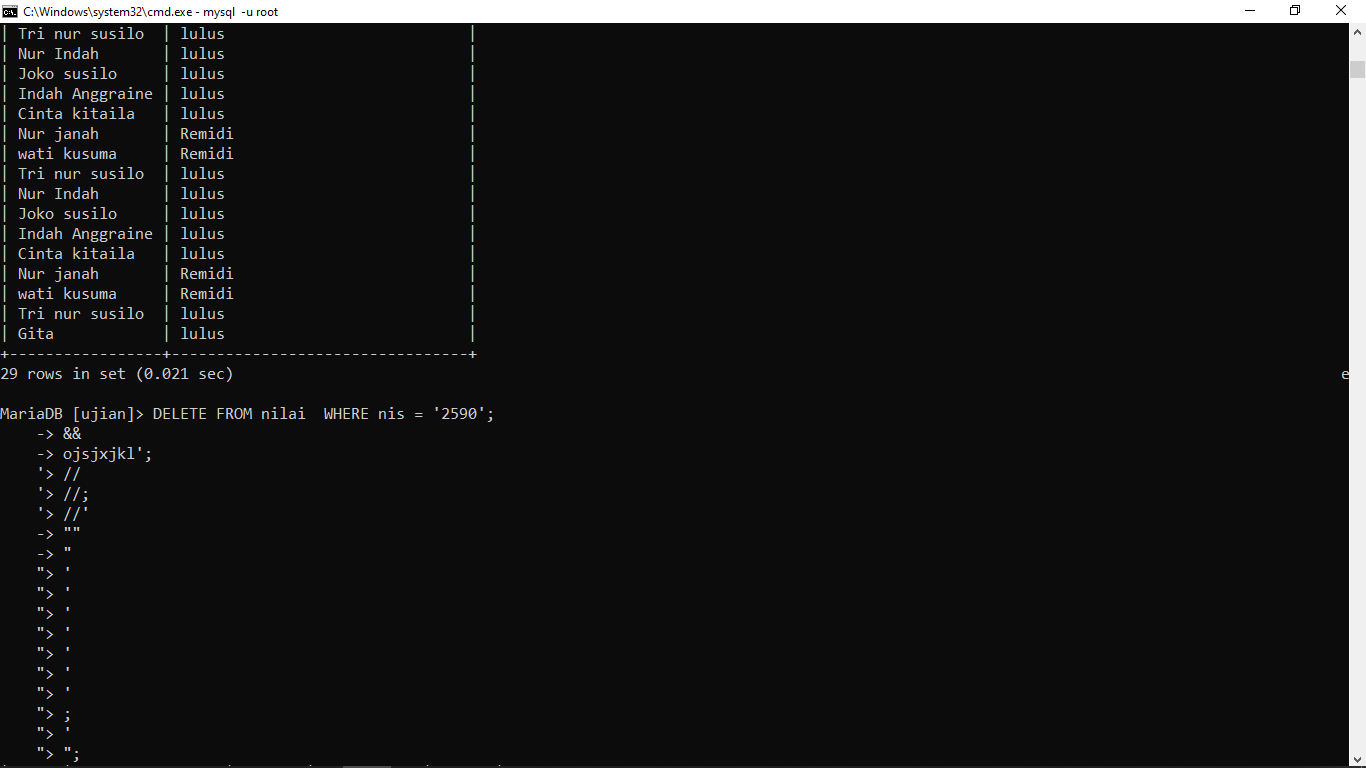 C:\Windows\system32\cmd.exe - mysql  -u root
| Tri nur susilo  | lulus                           |
| Nur Indah       | lulus                           |
| Joko susilo     | lulus                           |
| Indah Anggraine | lulus                           |
| Cinta kitaila   | lulus                           |
| Nur janah       | Remidi                          |
| wati kusuma     | Remidi                          |
| Tri nur susilo  | lulus                           |
| Nur Indah       | lulus                           |
| Joko susilo     | lulus                           |
| Indah Anggraine | lulus                           |
| Cinta kitaila   | lulus                           |
| Nur janah       | Remidi                          |
| wati kusuma     | Remidi                          |
| Tri nur susilo  | lulus                           |
| Gita            | lulus                           |
+-----------------+---------------------------------+
29 rows in set (0.021 sec) e
MariaDB [ujian]> DELETE FROM nilai  WHERE nis = '2590';
    -> &&
    -> ojsjxjkl';
    '> //
    '> //;
    '> //'
    -> ""
    -> "
    "> '
    "> '
    "> '
    "> '
    "> '
    "> '
    "> '
    "> ;
    "> '
    "> ";